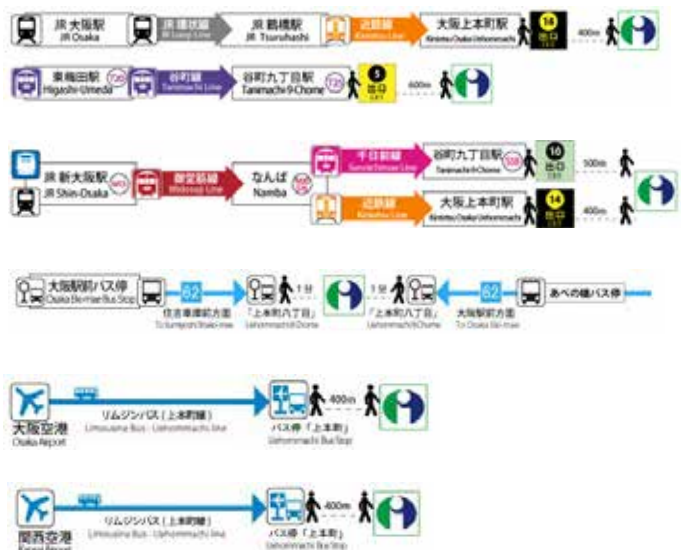 JR 大阪駅
JR Osaka
JR 環状線
JR Loop Line
JR 鶴橋駅
JR Tsuruhashi
近鉄線
Kintetsu Line
大阪上本町駅
Kintetsu Osaka Uehommachi
14
出口
400m
東梅田駅
Higashi-Umeda
T20
谷町線
Tanimachi Line
谷町九丁目駅
Tanimachi 9-Chome
5
出口
600m
JR 新大阪駅
JR Shin-Osaka
御堂筋線
Midosuji Line
なんば
Namba
千日前線
谷町九丁目駅
Tanimachi 9-Chome
10
出口
500m
近鉄線
Kintetsu Line
大阪上本町駅
Kintetsu Osaka Uehommachi
14
出口
400m
大阪駅前バス停
Osaka Eki-mae Bus Stop
62
住吉車庫前方面
「上本町八丁目」
Uehommachi 8 Chome
1分
1分
「上本町八丁目」
Uehommachi 8 Chome
62
大阪駅前方面
To Osaka Eki-mae
あべの橋バス停
大阪空港
Osaka Airport
リムジンバス(上本町線)
Limousine Bus - Uehommachi line
バス停「上本町」
Uehommachi Bus Stop
400m
関西空港
Kansai Airport
リムジンバス(上本町線)
Limousine Bus - Uehommachi line
バス停「上本町」
Uehommachi Bus Stop
400m